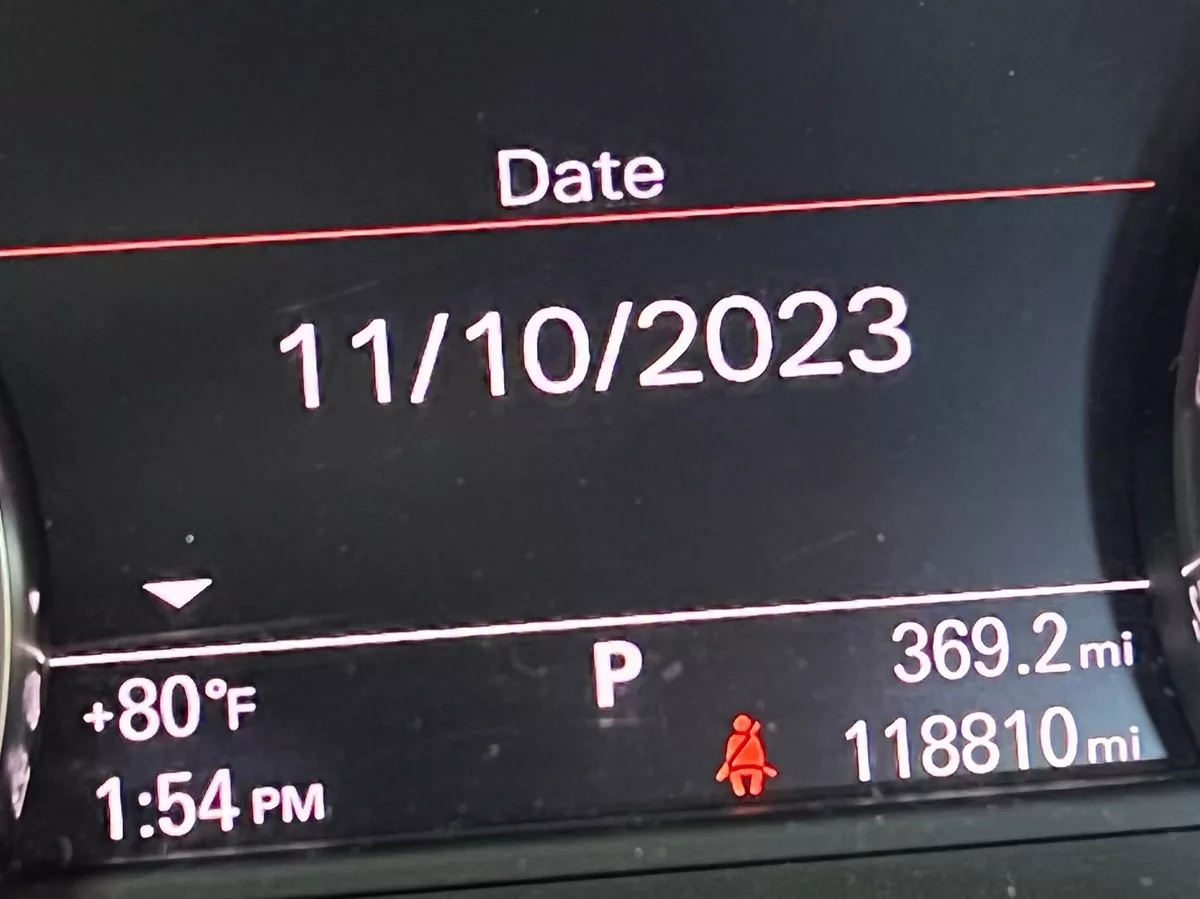 Date
11/10/2023
+80°F
P
369.2 mi
1:54 PM
118810 mi